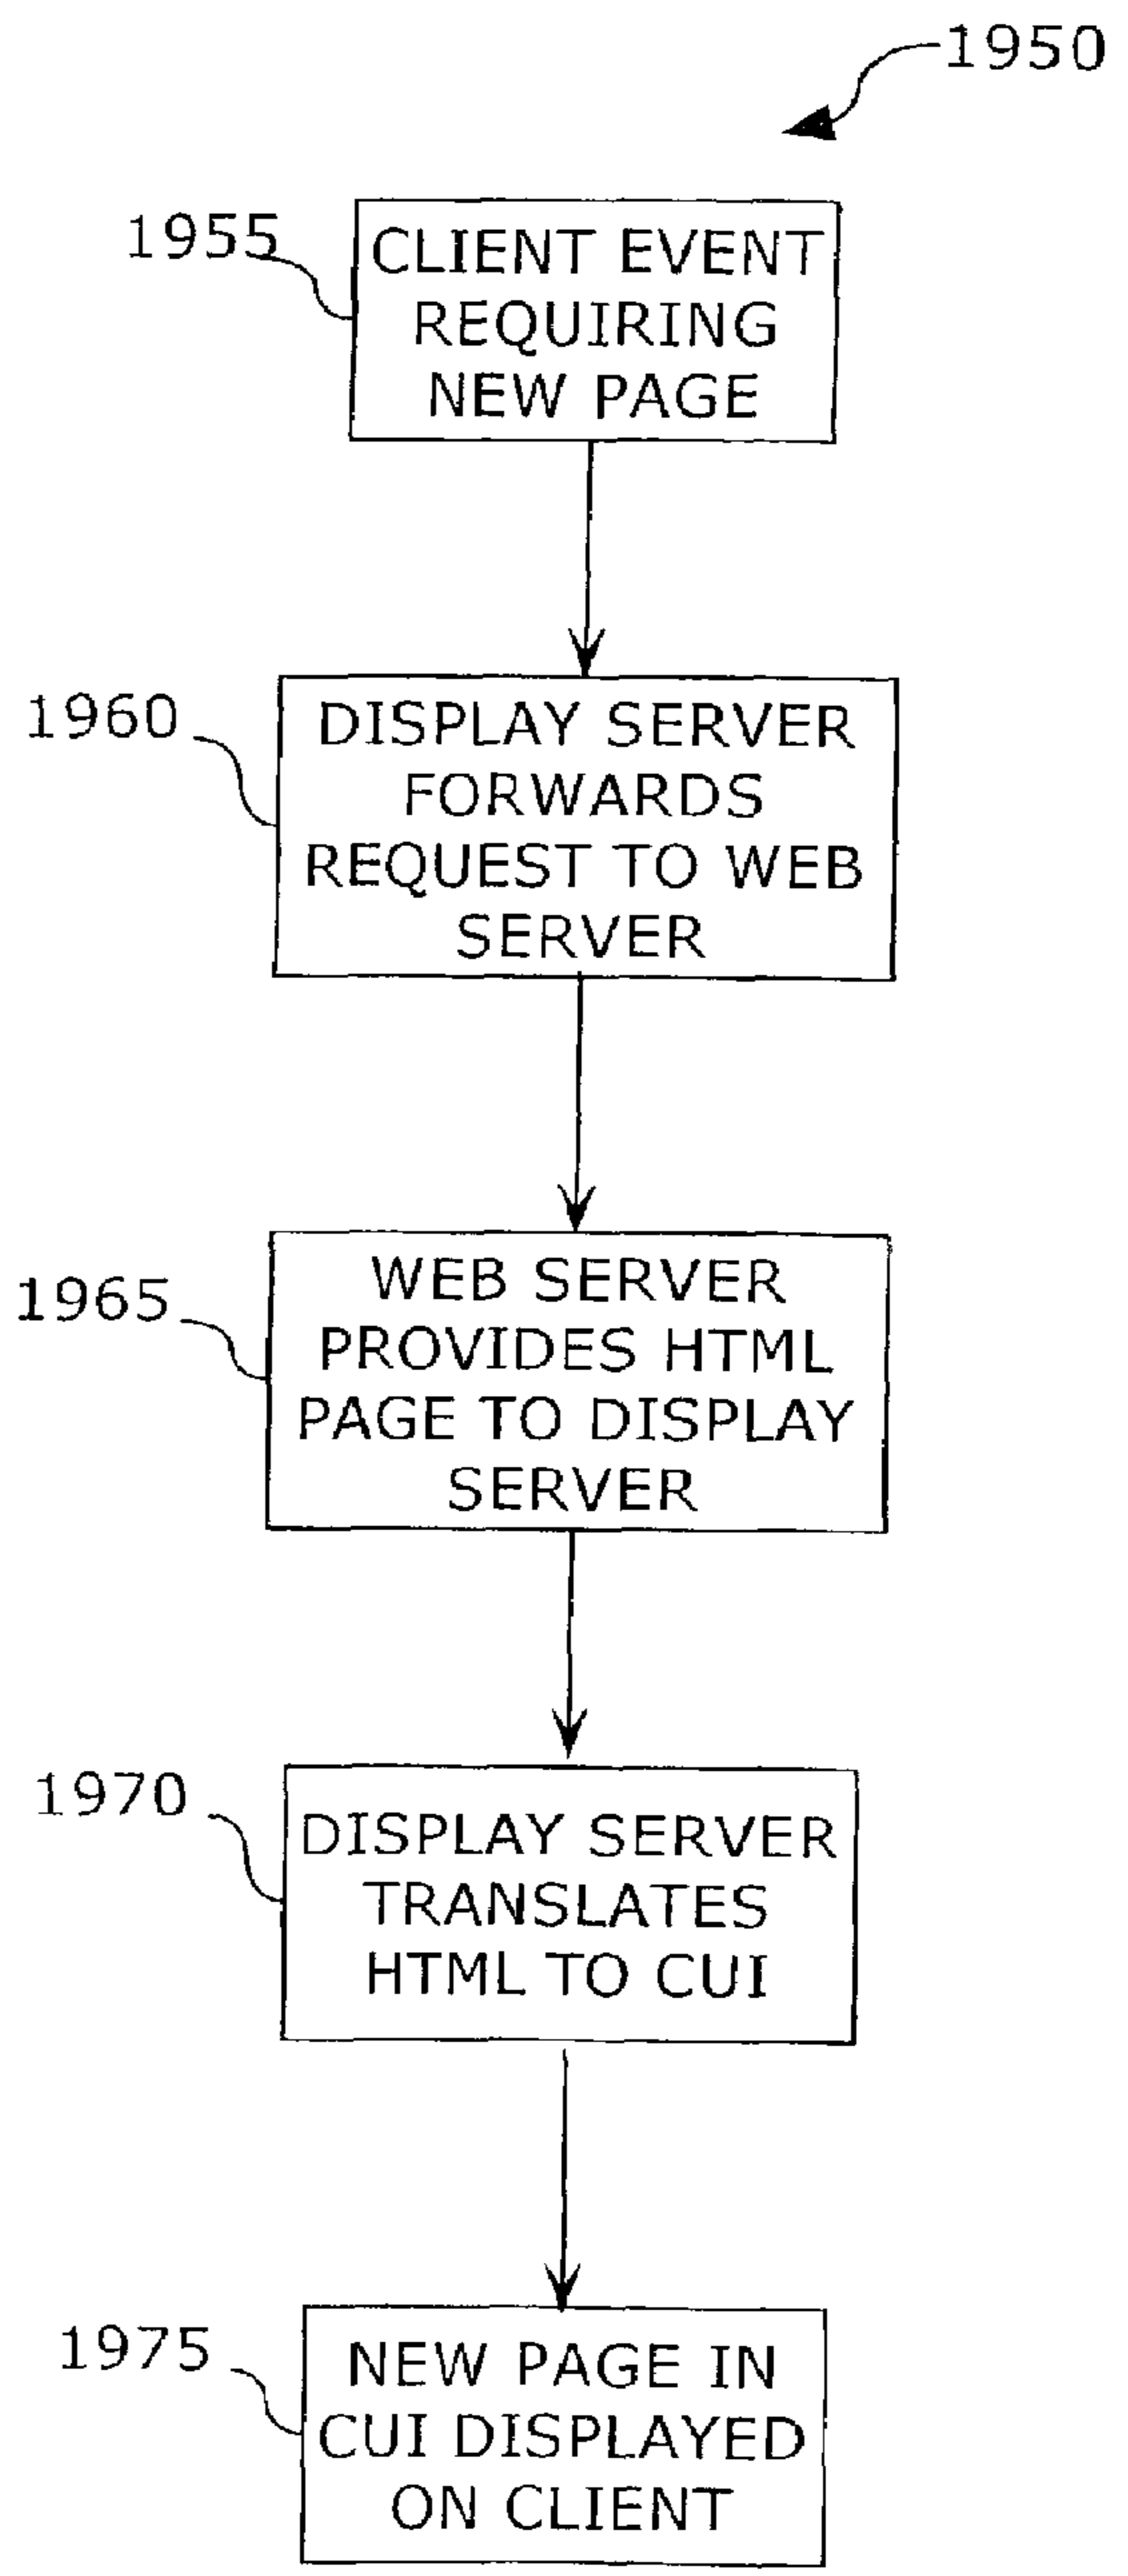 1950
1955
CLIENT EVENT
REQUIRING
NEW PAGE
1960
DISPLAY SERVER
FORWARDS
REQUEST TO WEB
SERVER
1965
WEB SERVER
PROVIDES HTML
PAGE TO DISPLAY
SERVER
1970
DISPLAY SERVER
TRANSLATES
HTML TO CUI
1975
NEW PAGE IN
CUI DISPLAYED
ON CLIENT